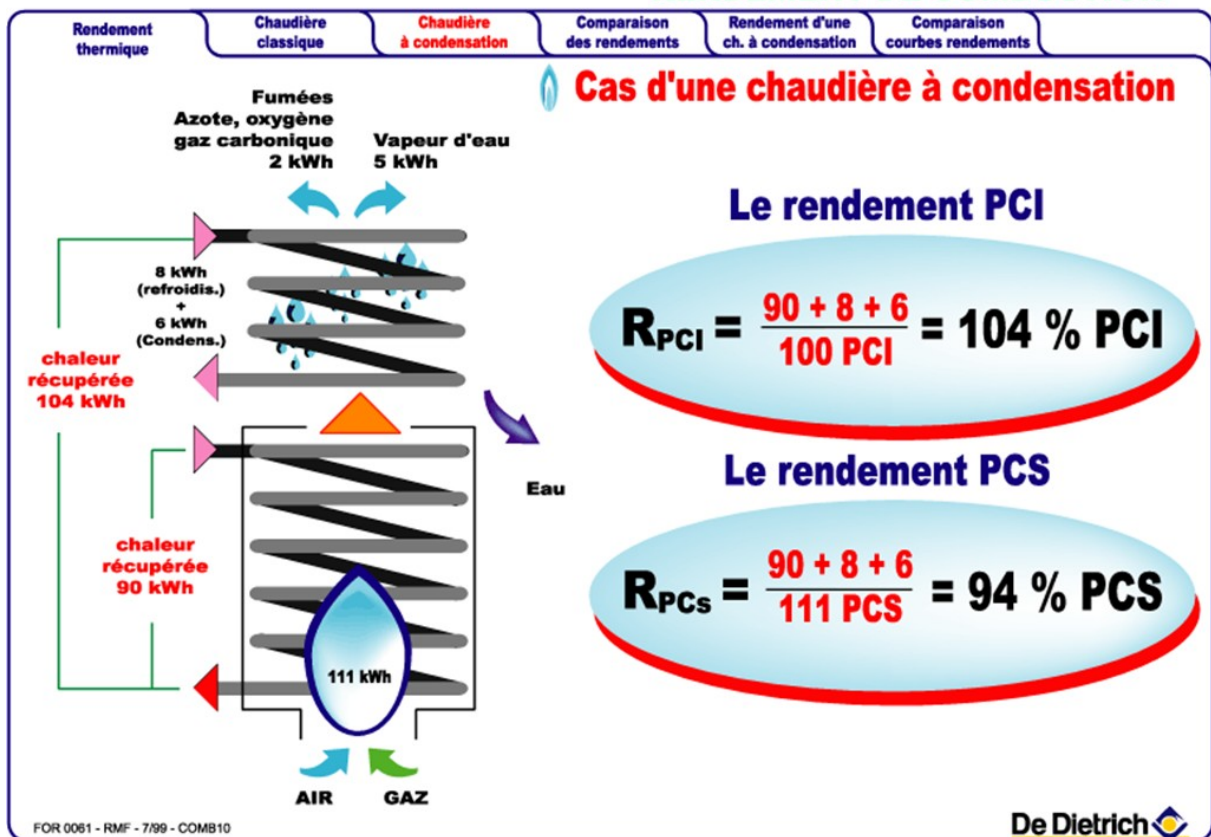 Rendement
thermique
Chaudière
classique
Chaudière
à condensation
Comparaison
des rendements
Rendement d'une
ch. à condensation
Comparaison
courbes rendements
Cas d'une chaudière à condensation
Fumées
Azote, oxygène
gaz carbonique
2 kWh
Vapeur d'eau
5 kWh
8 kWh
(refroidis.)
+
6 kWh
(Condens.)
chaleur
récupérée
104 kWh
chaleur
récupérée
90 kWh
111 kWh
Eau
AIR
GAZ
Le rendement PCI
RPCI = 90 + 8 + 6 / 100 PCI = 104 % PCI
Le rendement PCS
RPCs = 90 + 8 + 6 / 111 PCS = 94 % PCS
FOR 0061 - RMF - 7/99 - COMB10
De Dietrich